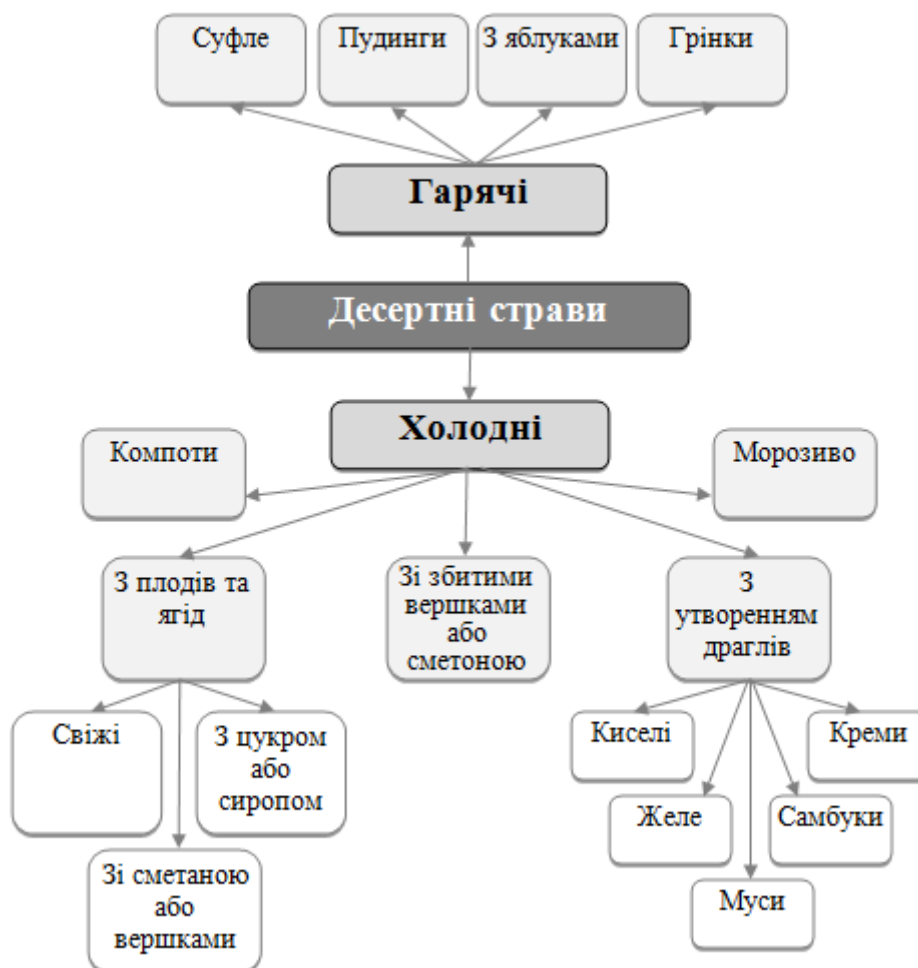 Суфле
Пудинги
З яблуками
Грінки
Гарячі
Десертні страви
Холодні
Компоти
Морозиво
З плодів та
ягід
Зі збитими
вершками
або
сметоною
З
утворенням
драглів
Свіжі
З цукром
або
сиропом
Зі сметаною або
вершками
Киселі
Креми
Желе
Самбуки
Муси